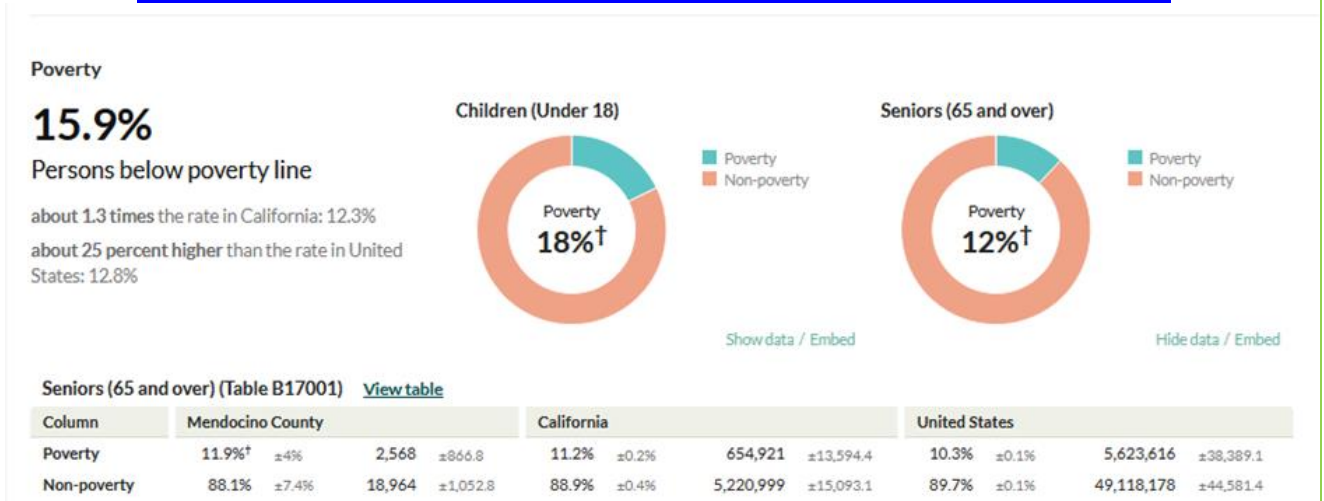 Poverty
15.9%
Persons below poverty line
about 1.3 times the rate in California: 12.3%
about 25 percent higher than the rate in United
States: 12.8%
Children (Under 18)
Poverty
18%†
Poverty
Non-poverty
Show data / Embed
Seniors (65 and over)
Poverty
12%†
Poverty
Non-poverty
Hide data / Embed
Seniors (65 and over) (Table B17001) View table
Column Mendocino County California United States
Poverty 11.9%† ±4% 2,568 ±866.8 11.2% ±0.2% 654,921 ±13,594.4 10.3% ±0.1% 5,623,616 ±38,389.1
Non-poverty 88.1% ±7.4% 18,964 ±1,052.8 88.9% ±0.4% 5,220,999 ±15,093.1 89.7% ±0.1% 49,118,178 ±44,581.4